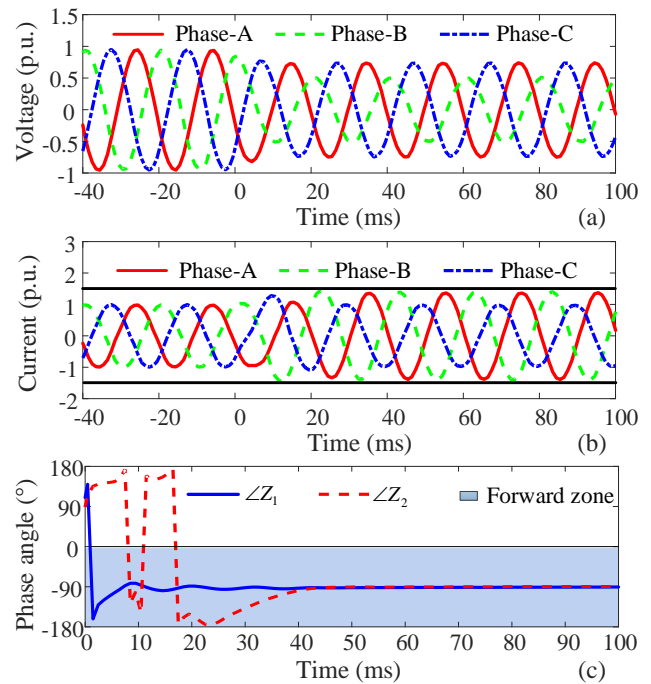 Voltage (p.u.)
1.5
1
0.5
0
-0.5
-1
Phase-A Phase-B Phase-C
-40 -20 0 20 40 60 80 100
Time (ms) (a)
Current (p.u.)
3
2
1
0
-1
-2
Phase-A Phase-B Phase-C
-40 -20 0 20 40 60 80 100
Time (ms) (b)
Phase angle (°)
180
90
0
-90
-180
∠Z₁ ∠Z₂ Forward zone
0 10 20 30 40 50 60 70 80 90 100
Time (ms) (c)